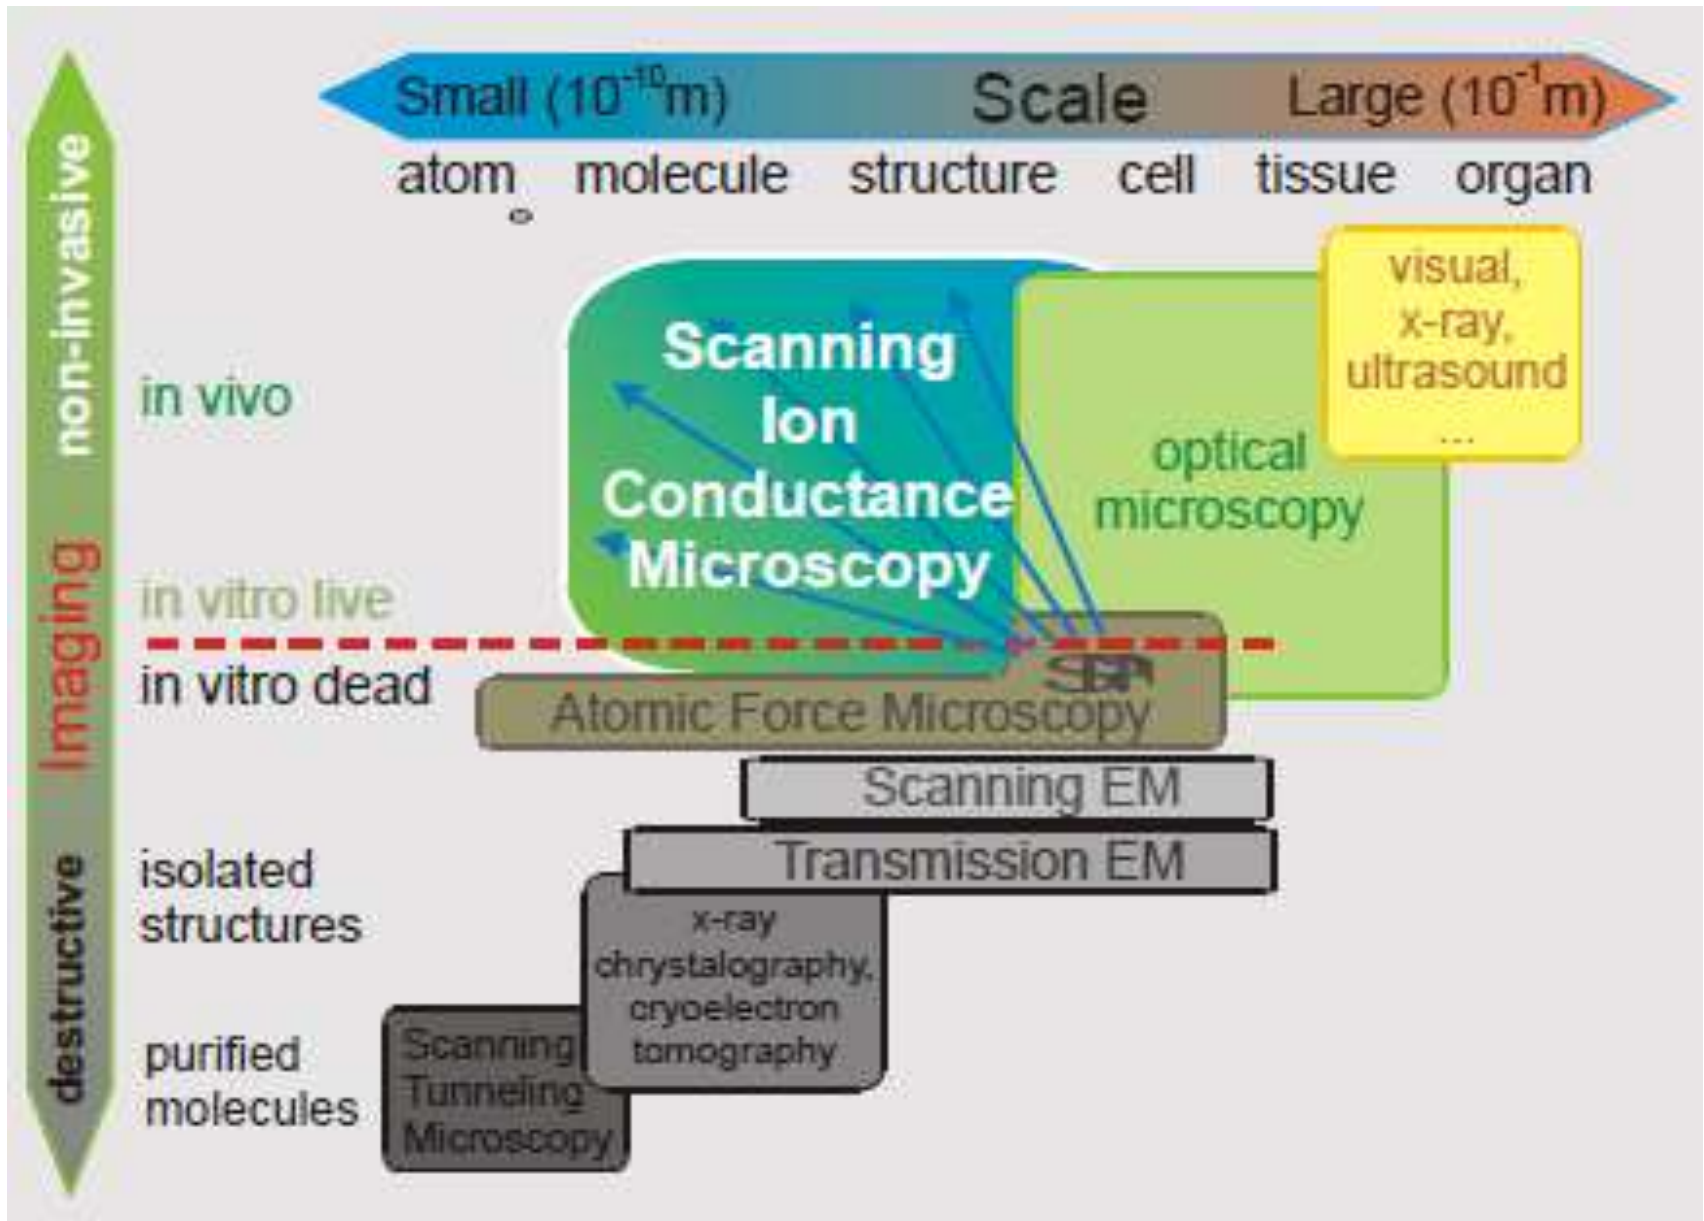 Small (10⁻¹⁰m) Scale Large (10⁻¹m)
atom molecule structure cell tissue organ
non-invasive
Imaging
destructive
in vivo
in vitro live
in vitro dead
isolated
structures
purified
molecules
Scanning
Ion
Conductance
Microscopy
optical
microscopy
visual,
x-ray,
ultrasound
...
Atomic Force Microscopy
Scanning EM
Transmission EM
x-ray
chrystalography,
cryoelectron
tomography
Scanning
Tunneling
Microscopy